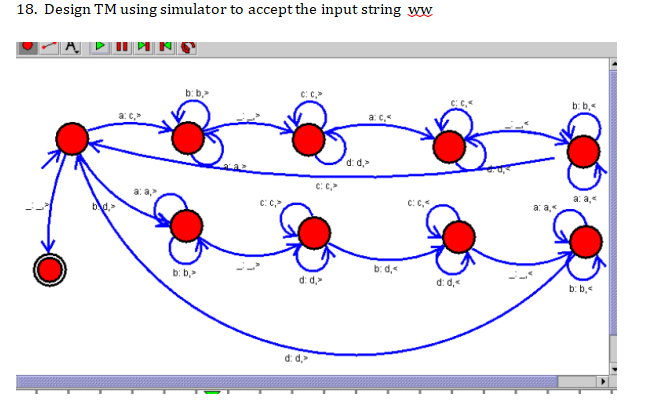 18. Design TM using simulator to accept the input string ww
A
b: b,>
c: c,>
c: c,<
b: b,<
a: c,>
_: _,>
a: c,<
_: _,<
d: d,>
a: a,>
d: d,<
c: c,>
a: a,>
c: c,>
c: c,<
a: a,<
a: a,<
_: _,>
b: d,>
b: b,>
_: _,>
d: d,>
b: d,<
d: d,<
_: _,<
b: b,<
d: d,>